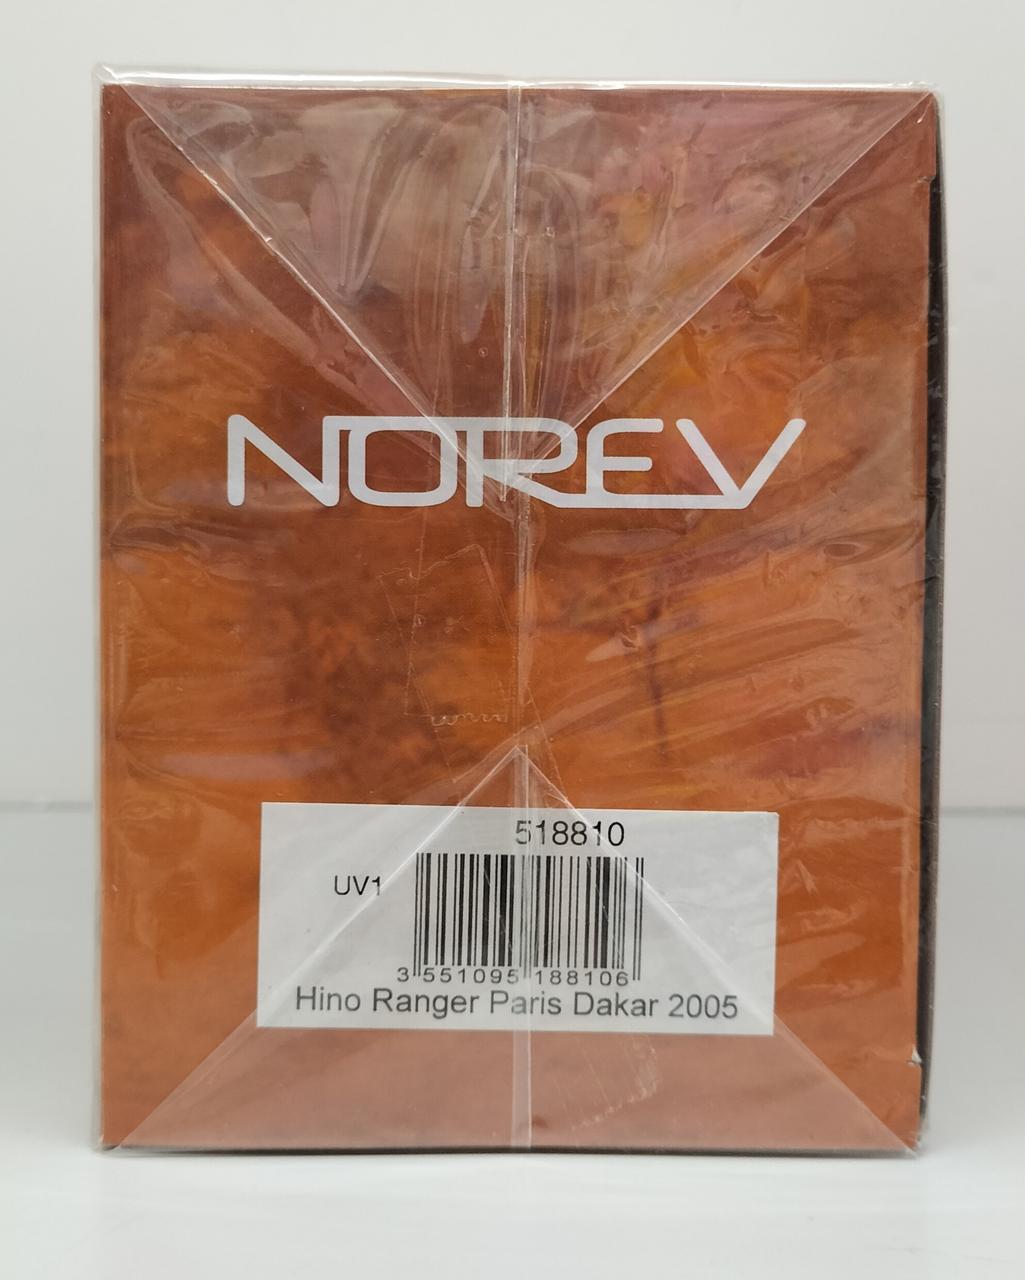 NOREV
518810
UV1
3 551095 188106
Hino Ranger Paris Dakar 2005